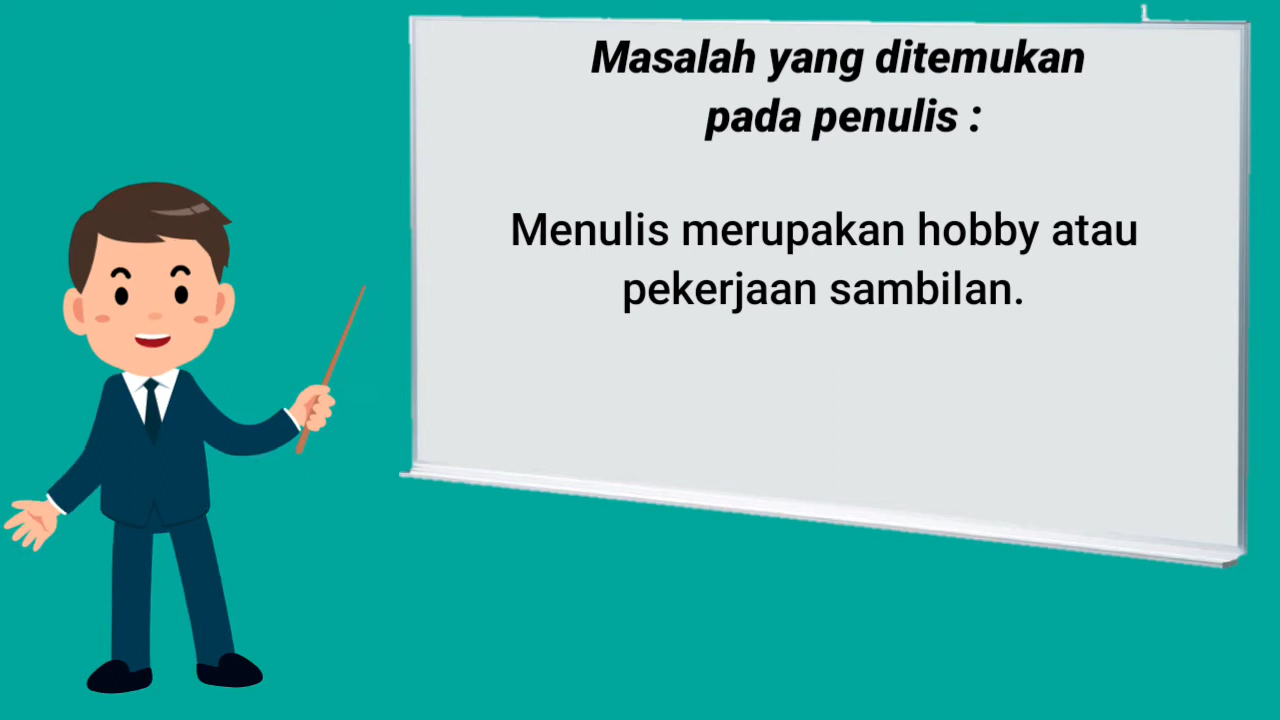 Masalah yang ditemukan
pada penulis :
Menulis merupakan hobby atau
pekerjaan sambilan.